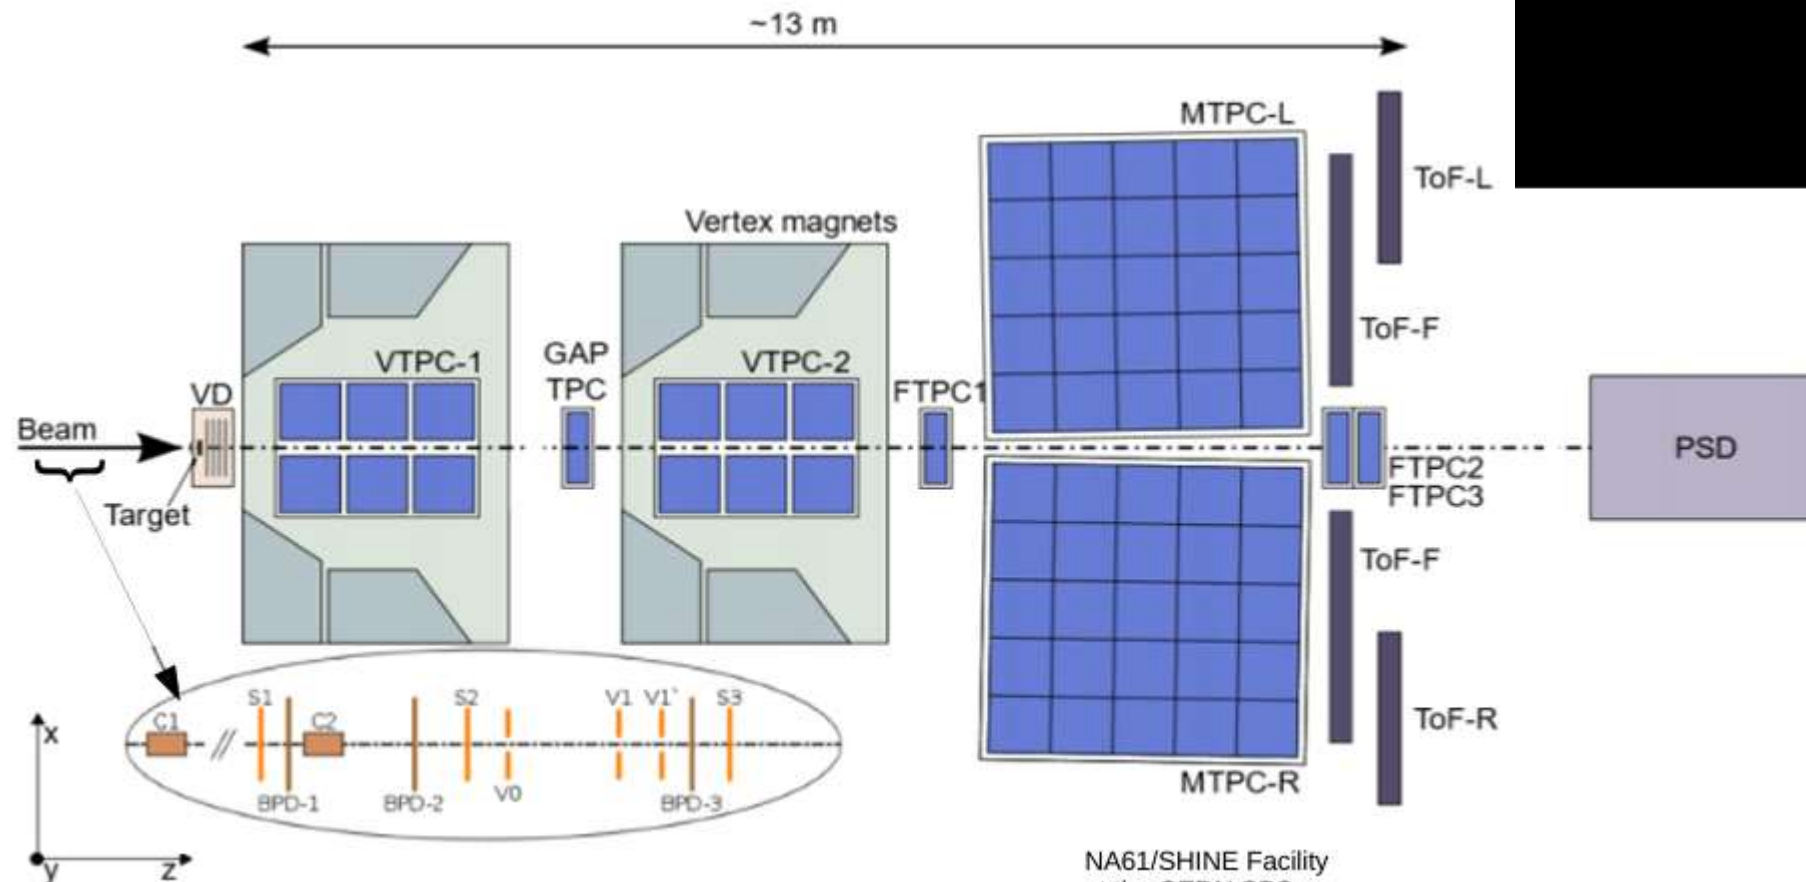 ~13 m
MTPC-L
ToF-L
Vertex magnets
ToF-F
VTPC-1
GAP
TPC
VTPC-2
FTPC1
VD
Beam
PSD
FTPC2
FTPC3
Target
ToF-F
S1
S2
V1
V1`
S3
C1
C2
ToF-R
x
MTPC-R
V0
BPD-1
BPD-2
BPD-3
y
z
NA61/SHINE Facility